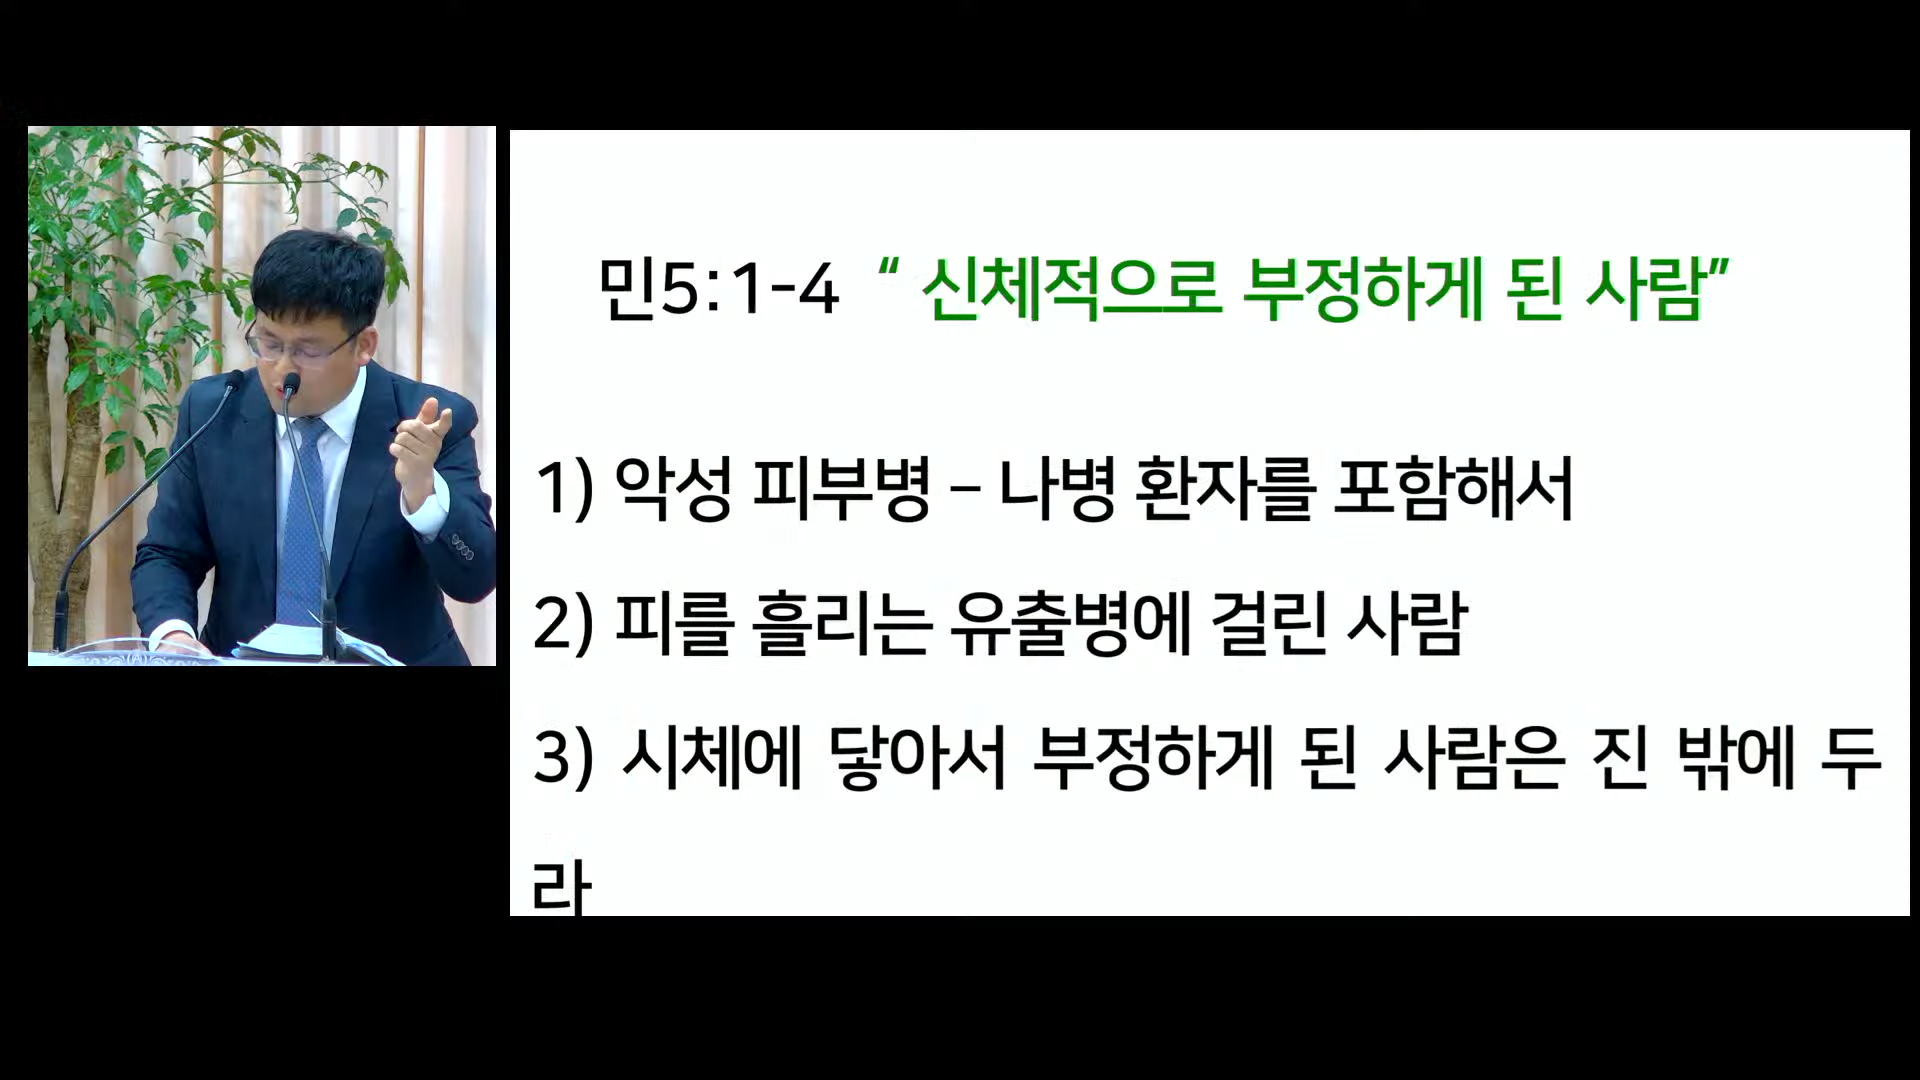 민5:1-4 “ 신체적으로 부정하게 된 사람”
1) 악성 피부병 – 나병 환자를 포함해서
2) 피를 흘리는 유출병에 걸린 사람
3) 시체에 닿아서 부정하게 된 사람은 진 밖에 두
라